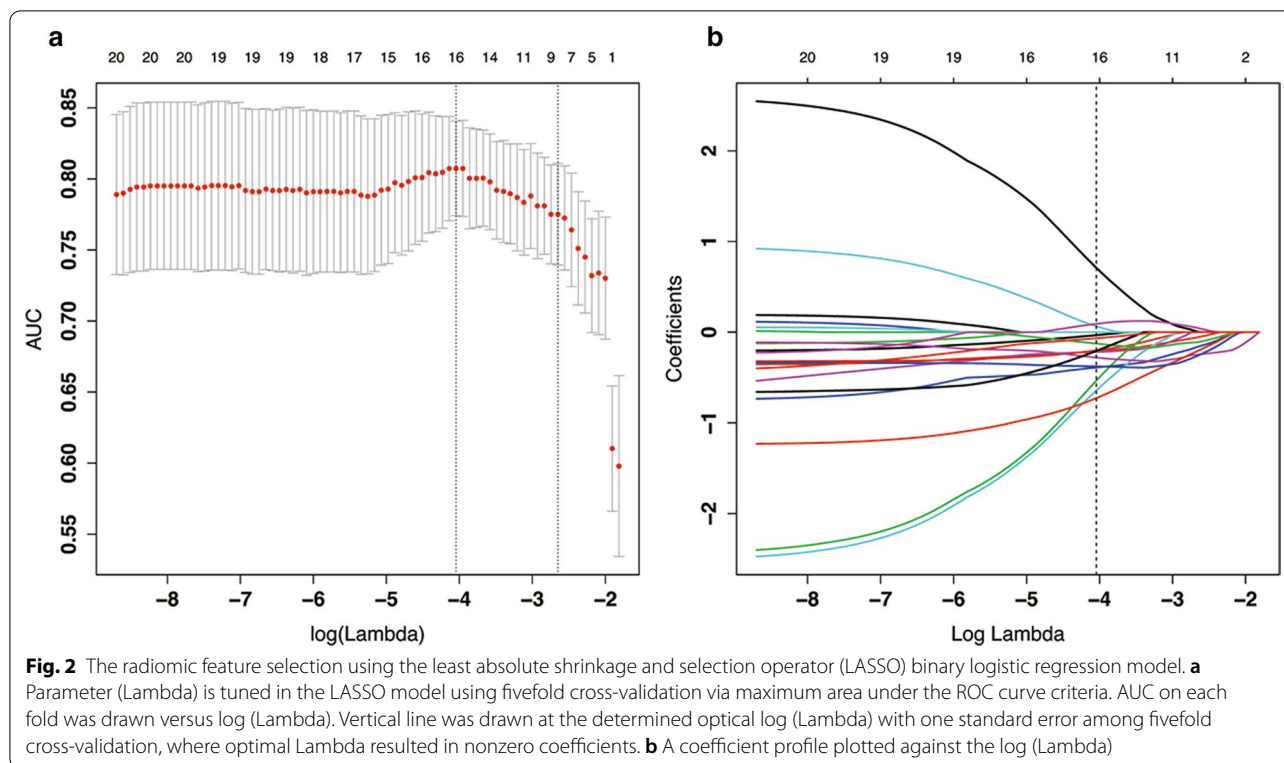 a
20 20 20 19 19 19 18 17 15 16 16 14 11 9 7 5 1
0.85
0.80
0.75
0.70
0.65
0.60
0.55
AUC
−8 −7 −6 −5 −4 −3 −2
log(Lambda)
b
20 19 19 16 16 11 2
2
1
0
−1
−2
Coefficients
−8 −7 −6 −5 −4 −3 −2
Log Lambda
Fig. 2 The radiomic feature selection using the least absolute shrinkage and selection operator (LASSO) binary logistic regression model. a
Parameter (Lambda) is tuned in the LASSO model using fivefold cross-validation via maximum area under the ROC curve criteria. AUC on each
fold was drawn versus log (Lambda). Vertical line was drawn at the determined optical log (Lambda) with one standard error among fivefold
cross-validation, where optimal Lambda resulted in nonzero coefficients. b A coefficient profile plotted against the log (Lambda)